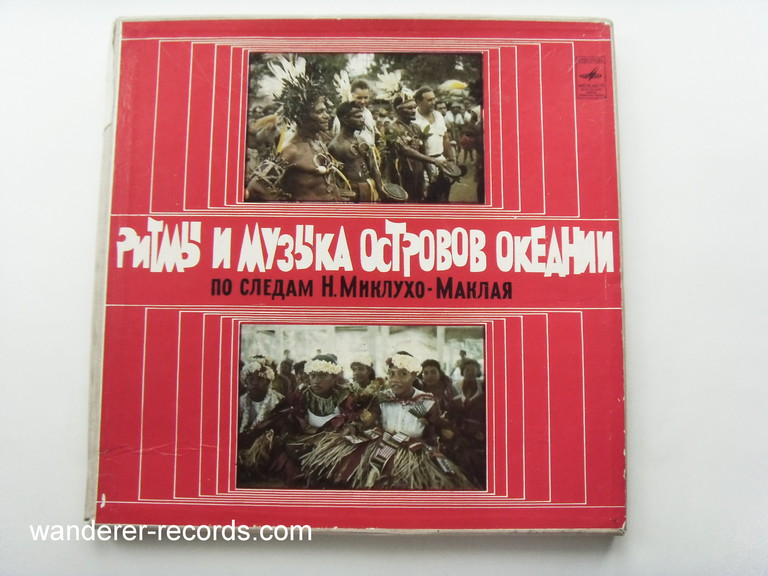 РИТМЫ И МУЗЫКА ОСТРОВОВ ОКЕАНИИ
ПО СЛЕДАМ Н.МИКЛУХО-МАКЛАЯ
wanderer-records.com